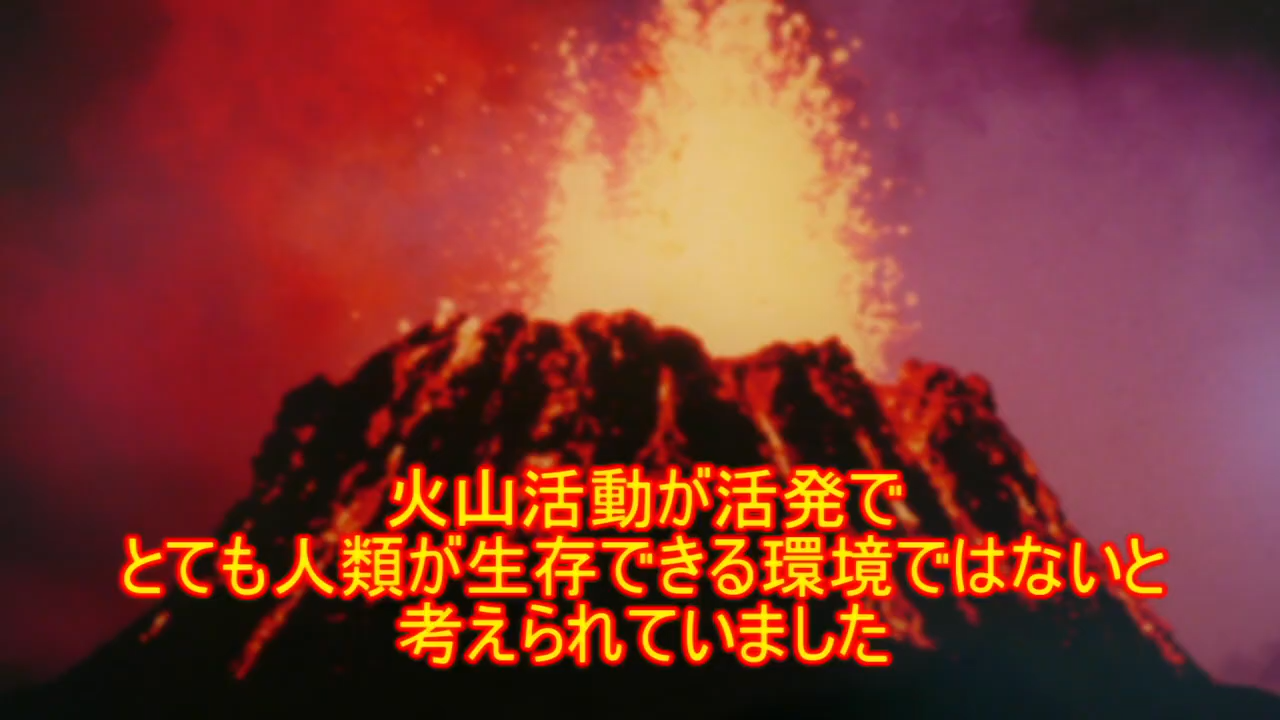 火山活動が活発で
とても人類が生存できる環境ではないと
考えられていました